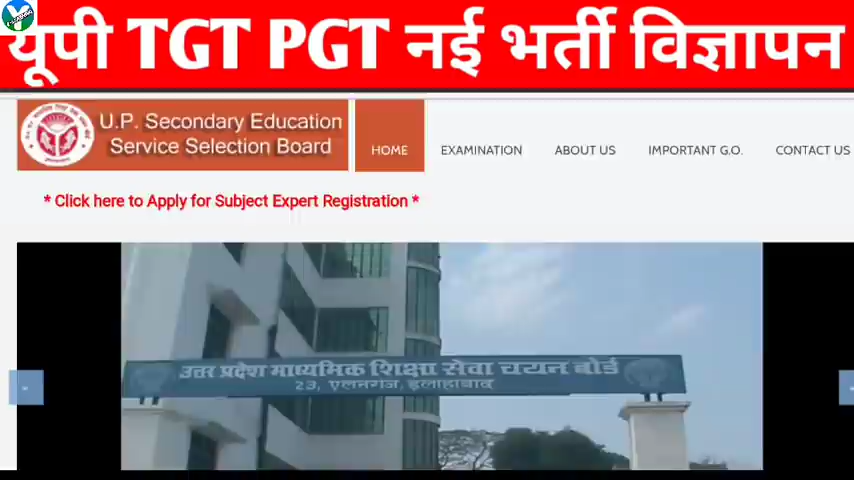 यूपी TGT PGT नई भर्ती विज्ञापन
U.P. Secondary Education
Service Selection Board
HOME
EXAMINATION
ABOUT US
IMPORTANT G.O.
CONTACT US
* Click here to Apply for Subject Expert Registration *
उत्तर प्रदेश माध्यमिक शिक्षा सेवा चयन बोर्ड
23, एलनगंज, इलाहाबाद